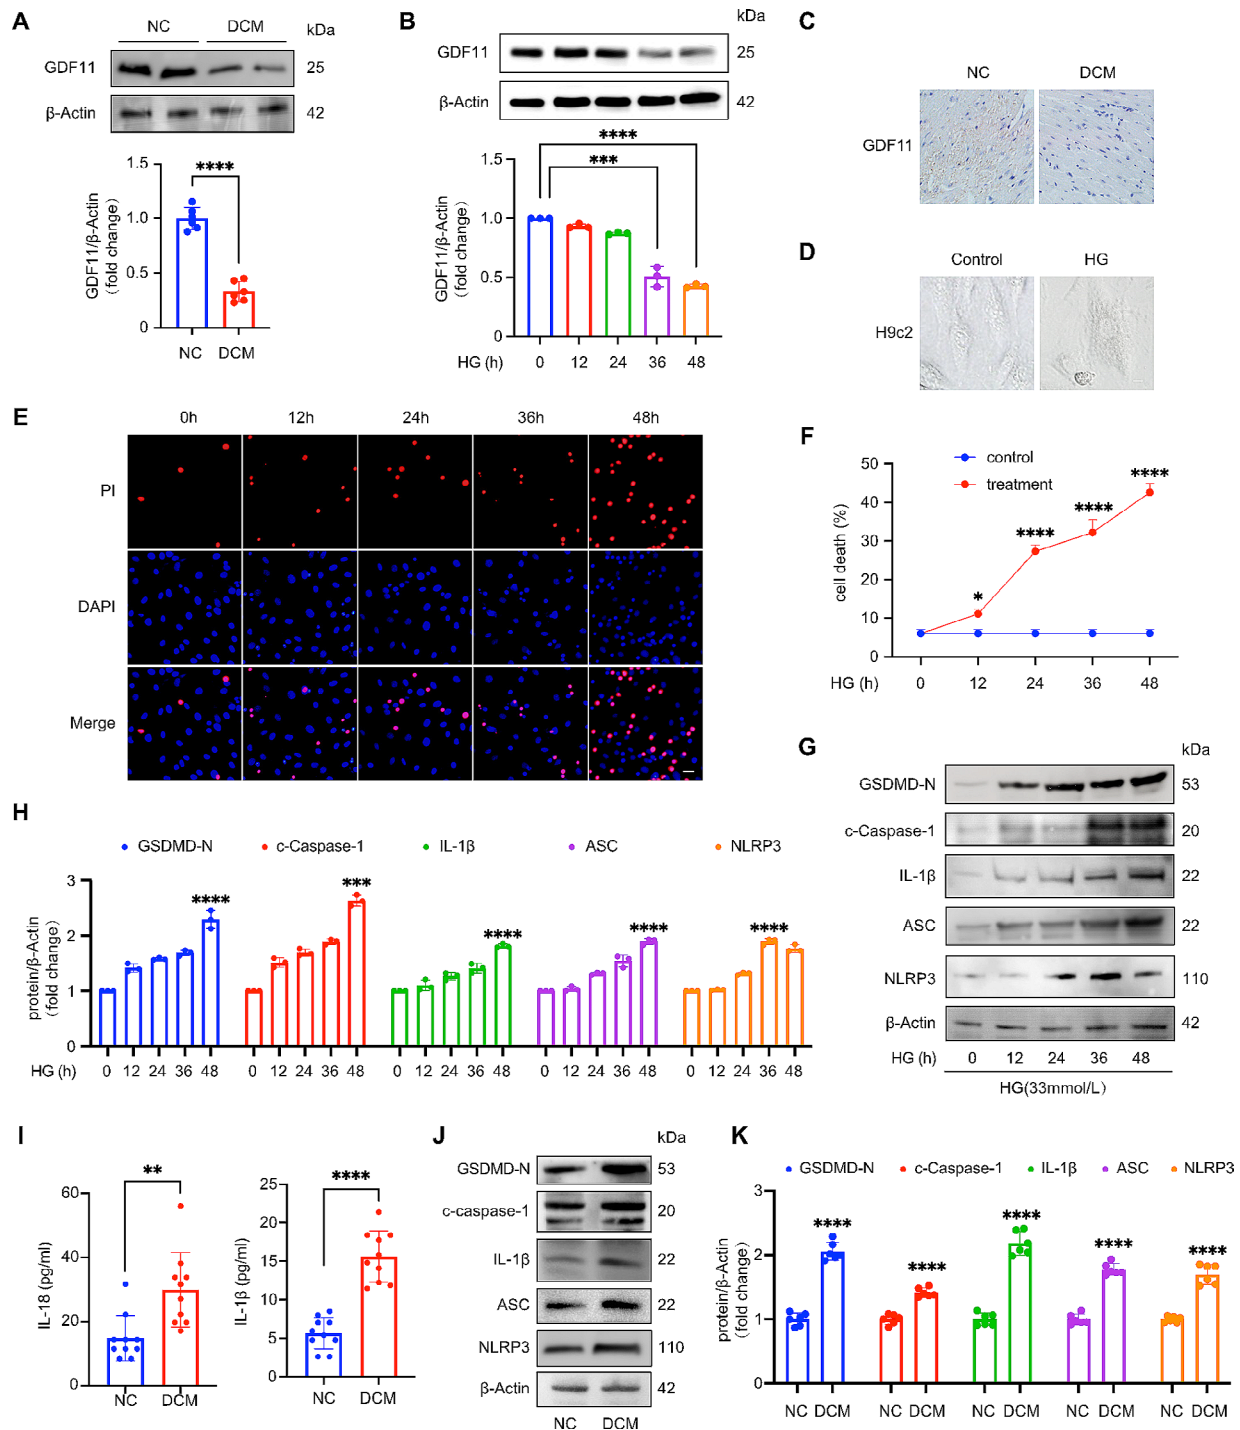 A
NC
DCM
kDa
GDF11
25
β-Actin
42
GDF11/β-Actin
(fold change)
1.5
1.0
0.5
0
****
NC
DCM
B
kDa
GDF11
25
β-Actin
42
****
***
GDF11/β-Actin
(fold change)
1.5
1.0
0.5
0
HG (h)
0
12
24
36
48
C
NC
DCM
GDF11
D
Control
HG
H9c2
E
0h
12h
24h
36h
48h
PI
DAPI
Merge
F
control
treatment
cell death (%)
50
40
30
20
10
0
*
****
****
****
HG (h)
0
12
24
36
48
G
kDa
GSDMD-N
53
c-Caspase-1
20
IL-1β
22
ASC
22
NLRP3
110
β-Actin
42
HG (h)
0
12
24
36
48
HG(33mmol/L)
H
GSDMD-N
c-Caspase-1
IL-1β
ASC
NLRP3
protein/β-Actin
(fold change)
3
2
1
0
****
***
****
****
****
HG (h)
0 12 24 36 48
0 12 24 36 48
0 12 24 36 48
0 12 24 36 48
0 12 24 36 48
I
IL-18 (pg/ml)
60
40
20
0
**
NC
DCM
IL-1β (pg/ml)
25
20
15
10
5
0
****
NC
DCM
J
kDa
GSDMD-N
53
c-caspase-1
20
IL-1β
22
ASC
22
NLRP3
110
β-Actin
42
NC
DCM
K
GSDMD-N
c-Caspase-1
IL-1β
ASC
NLRP3
protein/β-Actin
(fold change)
3
2
1
0
****
****
****
****
****
NC DCM
NC DCM
NC DCM
NC DCM
NC DCM